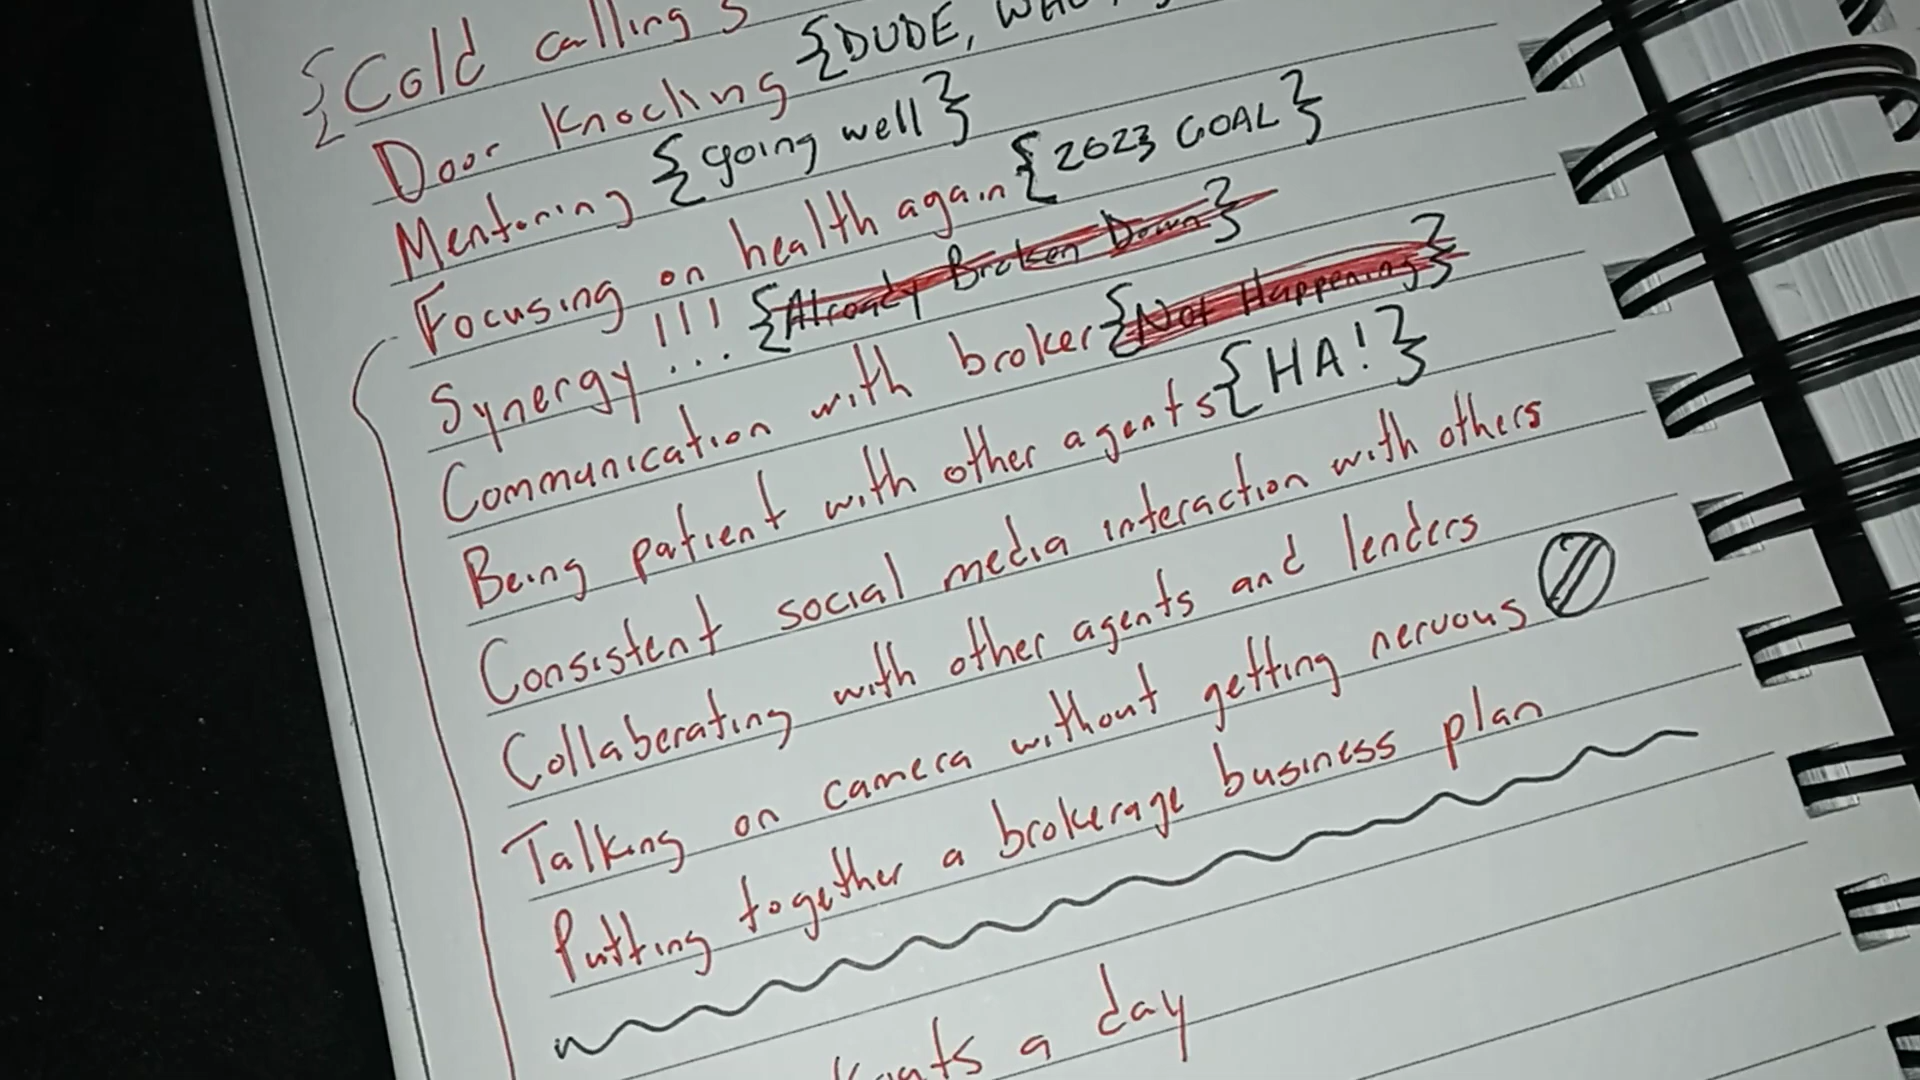 {Cold calling}
Door Knocking {DUDE,
Mentoring {going well}
Focusing on health again {2023 GOAL}
Synergy!!!... {Already Broken Down}
Communication with broker {Not Happening}
Being patient with other agents {HA!}
Consistent social media interaction with others
Collaberating with other agents and lenders
Talking on camera without getting nervous
Putting together a brokerage business plan
a day